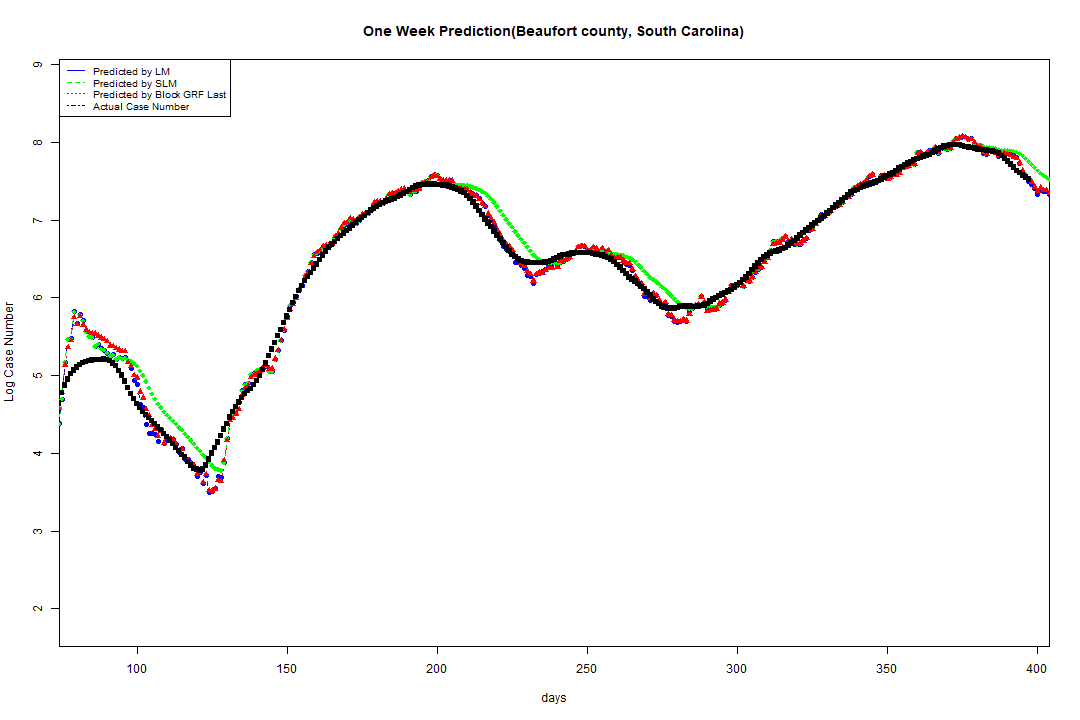 One Week Prediction(Beaufort county, South Carolina)
Predicted by LM
Predicted by SLM
Predicted by Block GRF Last
Actual Case Number
Log Case Number
9
8
7
6
5
4
3
2
100 150 200 250 300 350 400
days